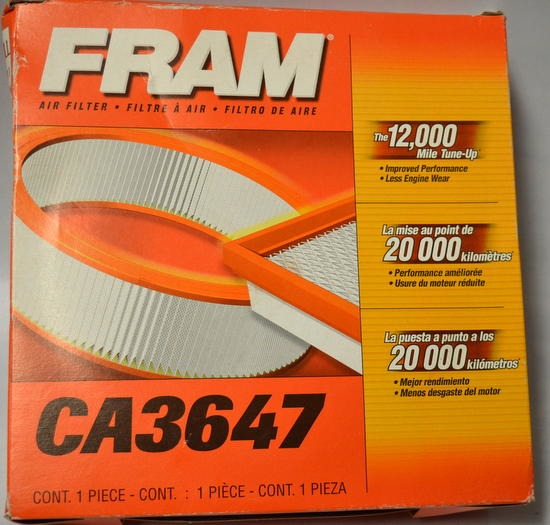 FRAM®
AIR FILTER • FILTRE À AIR • FILTRO DE AIRE
The 12,000
Mile Tune-Up
• Improved Performance
• Less Engine Wear
La mise au point de
20 000 kilomètres
• Performance améliorée
• Usure du moteur réduite
La puesta a punto a los
20 000 kilómetros
• Mejor rendimiento
• Menos desgaste del motor
CA3647
CONT. 1 PIECE - CONT. : 1 PIÈCE - CONT. 1 PIEZA